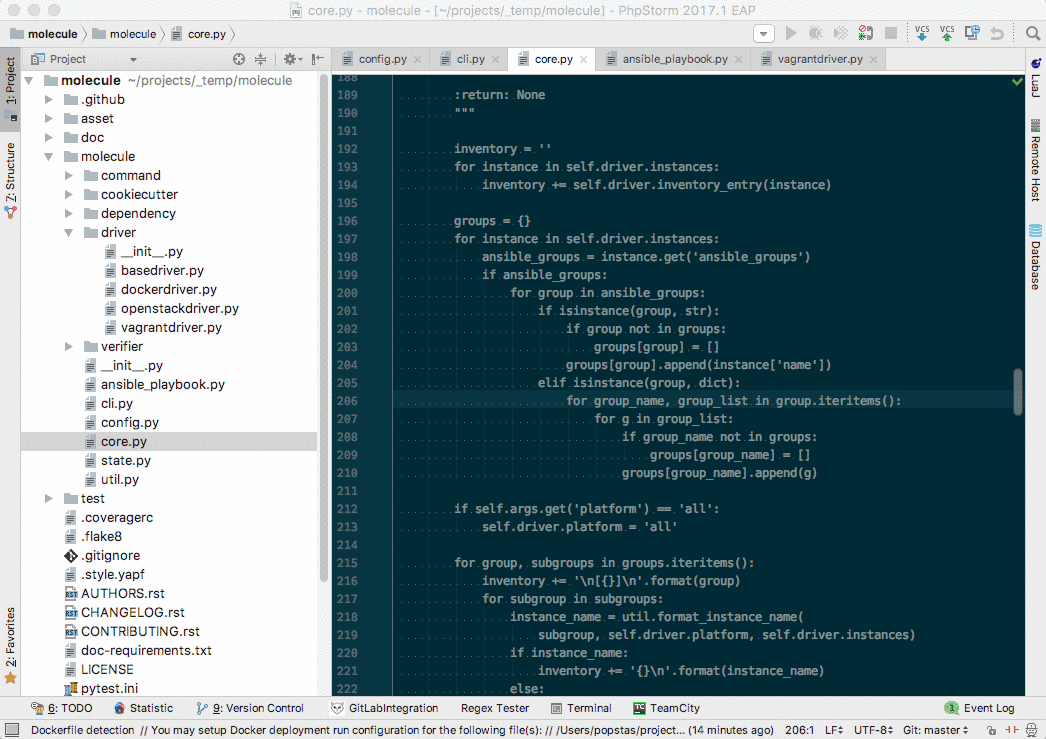 core.py - molecule - [~/projects/_temp/molecule] - PhpStorm 2017.1 EAP
molecule molecule core.py
VCS VCS
Project
config.py cli.py core.py ansible_playbook.py vagrantdriver.py
1: Project
7: Structure
2: Favorites
molecule ~/projects/_temp/molecule
.github
asset
doc
molecule
command
cookiecutter
dependency
driver
__init__.py
basedriver.py
dockerdriver.py
openstackdriver.py
vagrantdriver.py
verifier
__init__.py
ansible_playbook.py
cli.py
config.py
core.py
state.py
util.py
test
.coveragerc
.flake8
.gitignore
.style.yapf
RST AUTHORS.rst
RST CHANGELOG.rst
RST CONTRIBUTING.rst
doc-requirements.txt
LICENSE
pytest.ini
188
189 :return: None
190 """
191
192 inventory = ''
193 for instance in self.driver.instances:
194 inventory += self.driver.inventory_entry(instance)
195
196 groups = {}
197 for instance in self.driver.instances:
198 ansible_groups = instance.get('ansible_groups')
199 if ansible_groups:
200 for group in ansible_groups:
201 if isinstance(group, str):
202 if group not in groups:
203 groups[group] = []
204 groups[group].append(instance['name'])
205 elif isinstance(group, dict):
206 for group_name, group_list in group.iteritems():
207 for g in group_list:
208 if group_name not in groups:
209 groups[group_name] = []
210 groups[group_name].append(g)
211
212 if self.args.get('platform') == 'all':
213 self.driver.platform = 'all'
214
215 for group, subgroups in groups.iteritems():
216 inventory += '\n[{}]\n'.format(group)
217 for subgroup in subgroups:
218 instance_name = util.format_instance_name(
219 subgroup, self.driver.platform, self.driver.instances)
220 if instance_name:
221 inventory += '{}\n'.format(instance_name)
222 else:
LuaJ
Remote Host
Database
6: TODO Statistic 9: Version Control GitLabIntegration Regex Tester Terminal TC TeamCity 1 Event Log
Dockerfile detection // You may setup Docker deployment run configuration for the following file(s): // /Users/popstas/project... (14 minutes ago) 206:1 LF UTF-8 Git: master